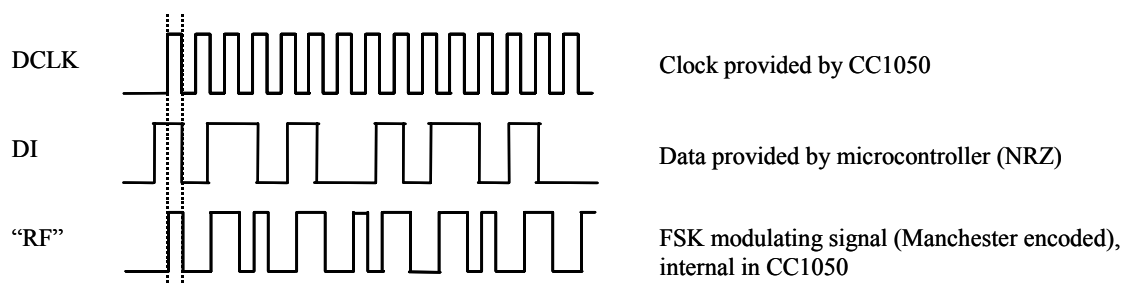 DCLK
Clock provided by CC1050
DI
Data provided by microcontroller (NRZ)
“RF”
FSK modulating signal (Manchester encoded),
internal in CC1050